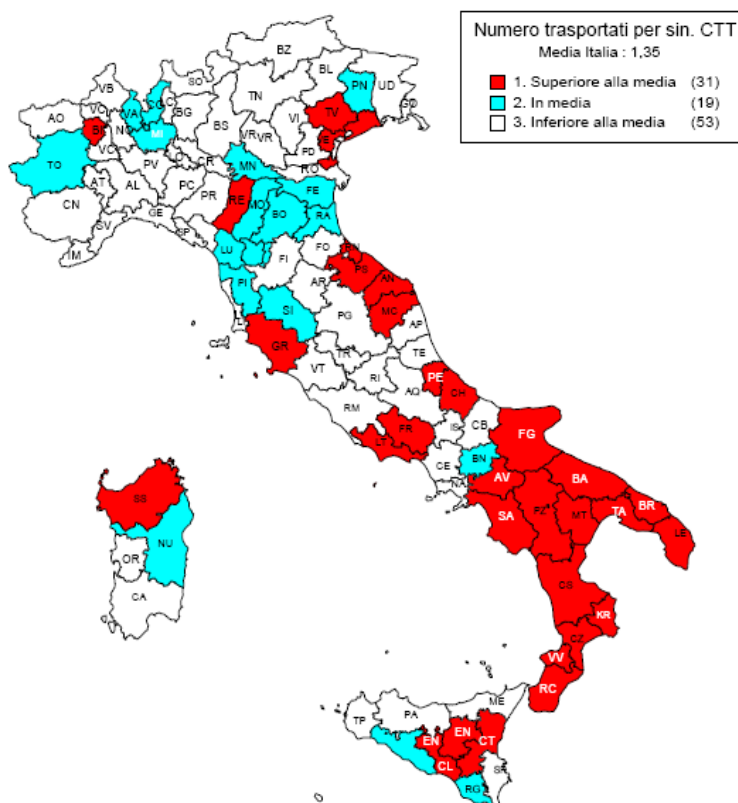 Numero trasportati per sin. CTT
Media Italia : 1,35
1. Superiore alla media (31)
2. In media (19)
3. Inferiore alla media (53)
BZ
SO
BL
VB
TN
PN
UD
GO
AO
VC
VA
CO
BG
BS
VI
TV
BI
NO
MI
VR
VR
VE
PD
TO
VC
PV
CR
MN
RO
AT
AL
PC
PR
RE
MO
FE
CN
GE
BO
RA
SV
SP
IM
LU
FI
FO
RN
PS
PI
AR
AN
SI
MC
PG
AP
GR
TR
TE
VT
RI
PE
AQ
CH
RM
FR
IS
CB
LT
FG
CE
BN
NA
AV
BA
SA
PZ
MT
TA
BR
LE
SS
NU
OR
CA
CS
KR
CZ
VV
RC
ME
PA
TP
EN
EN
CT
CL
SR
RG